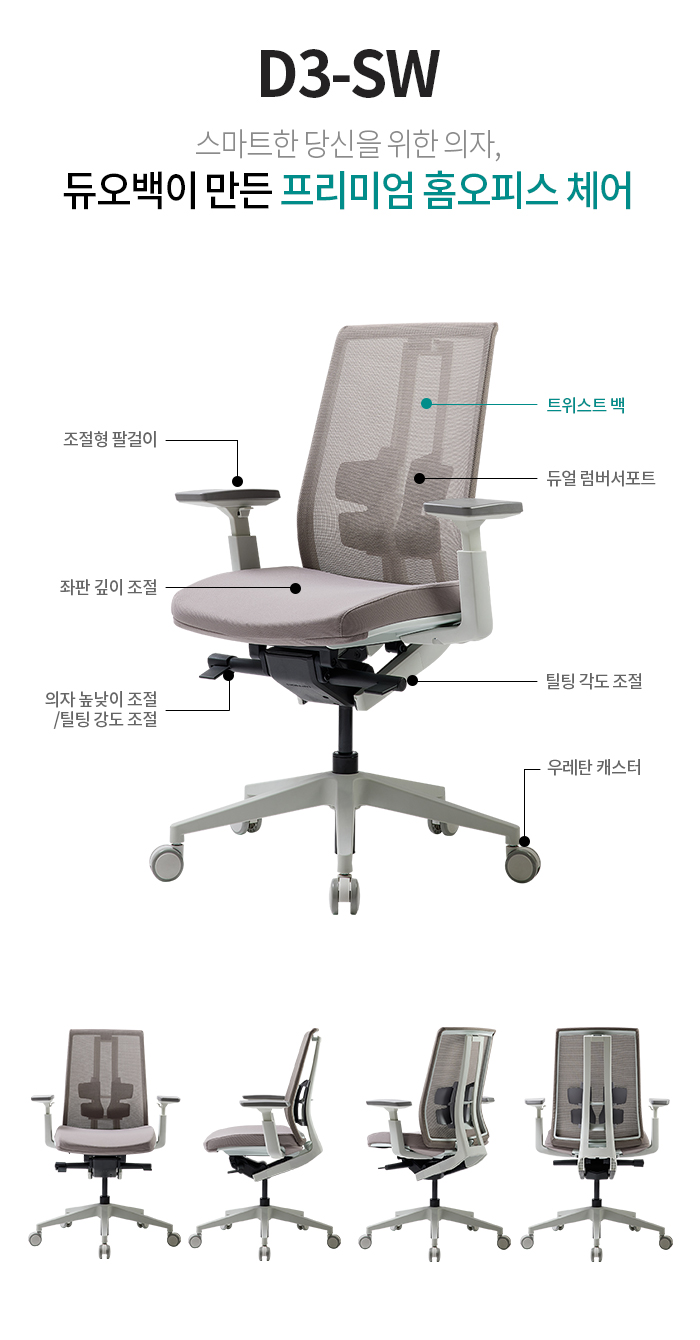 D3-SW
스마트한 당신을 위한 의자,
듀오백이 만든 프리미엄 홈오피스 체어
트위스트 백
조절형 팔걸이
듀얼 럼버서포트
좌판 깊이 조절
틸팅 각도 조절
의자 높낮이 조절
/틸팅 강도 조절
우레탄 캐스터